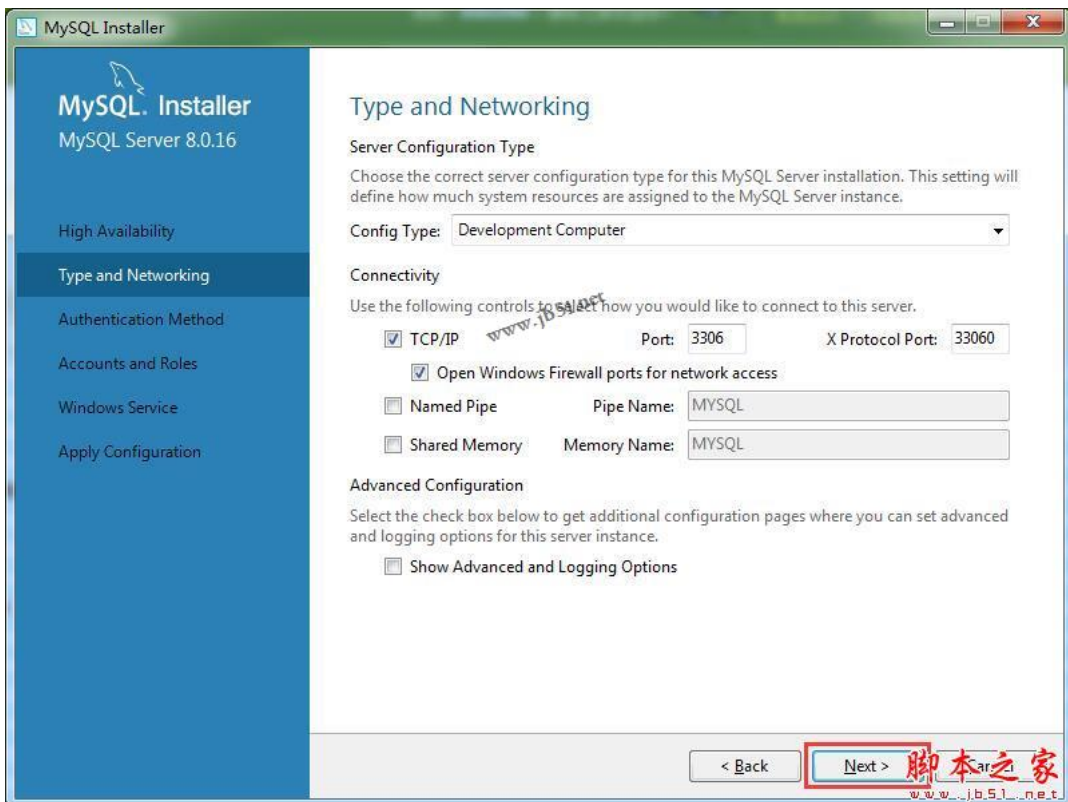 MySQL Installer
MySQL. Installer
MySQL Server 8.0.16
High Availability
Type and Networking
Authentication Method
Accounts and Roles
Windows Service
Apply Configuration
Type and Networking
Server Configuration Type
Choose the correct server configuration type for this MySQL Server installation. This setting will
define how much system resources are assigned to the MySQL Server instance.
Config Type: Development Computer
Connectivity
Use the following controls to select how you would like to connect to this server.
www.jb51.net
TCP/IP Port: 3306 X Protocol Port: 33060
Open Windows Firewall ports for network access
Named Pipe Pipe Name: MYSQL
Shared Memory Memory Name: MYSQL
Advanced Configuration
Select the check box below to get additional configuration pages where you can set advanced
and logging options for this server instance.
Show Advanced and Logging Options
< Back Next >
脚本之家
www.jb51.net